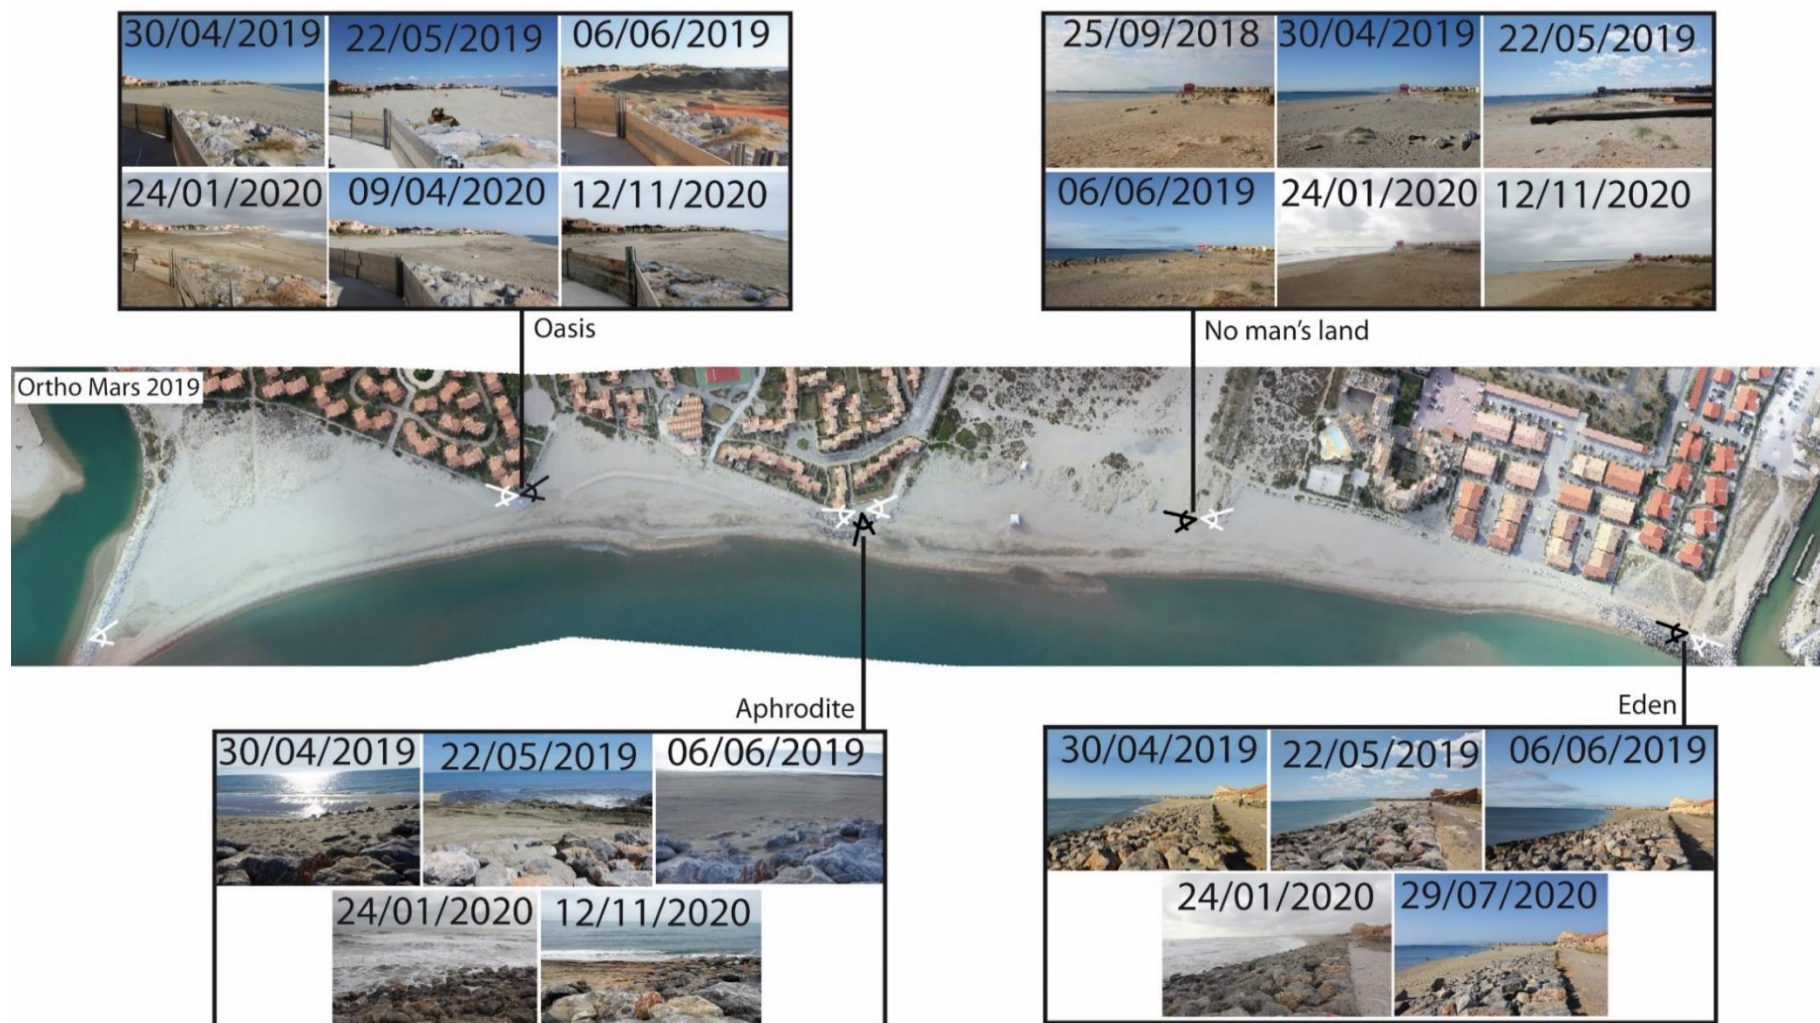 30/04/2019 22/05/2019 06/06/2019
24/01/2020 09/04/2020 12/11/2020
Oasis
25/09/2018 30/04/2019 22/05/2019
06/06/2019 24/01/2020 12/11/2020
No man's land
Ortho Mars 2019
Aphrodite
30/04/2019 22/05/2019 06/06/2019
24/01/2020 12/11/2020
Eden
30/04/2019 22/05/2019 06/06/2019
24/01/2020 29/07/2020